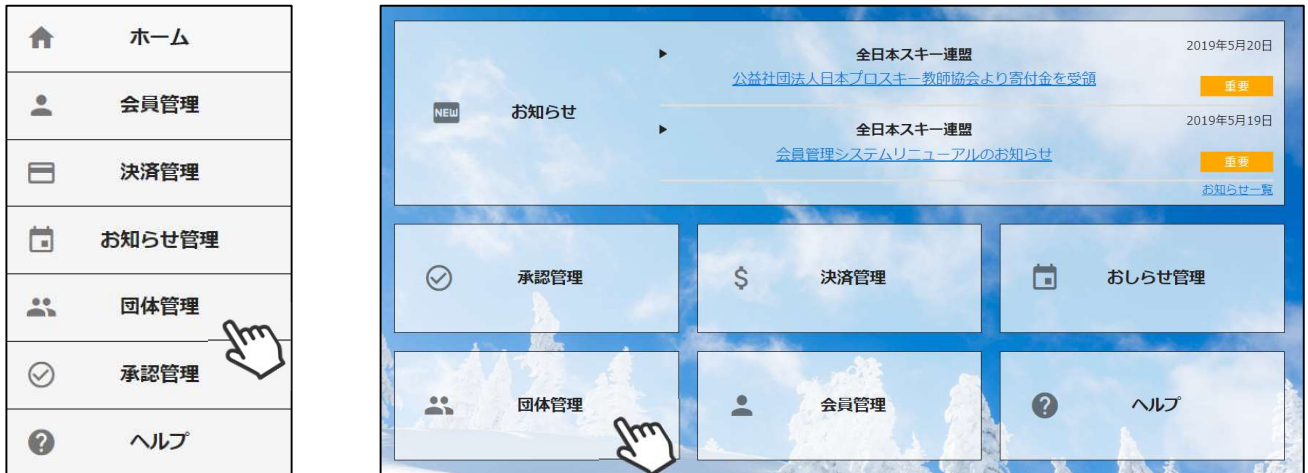 ホーム
会員管理
決済管理
お知らせ管理
団体管理
承認管理
ヘルプ
NEW
お知らせ
▶
全日本スキー連盟
2019年5月20日
公益社団法人日本プロスキー教師協会より寄付金を受領
重要
▶
全日本スキー連盟
2019年5月19日
会員管理システムリニューアルのお知らせ
重要
お知らせ一覧
承認管理
$
決済管理
おしらせ管理
団体管理
会員管理
?
ヘルプ